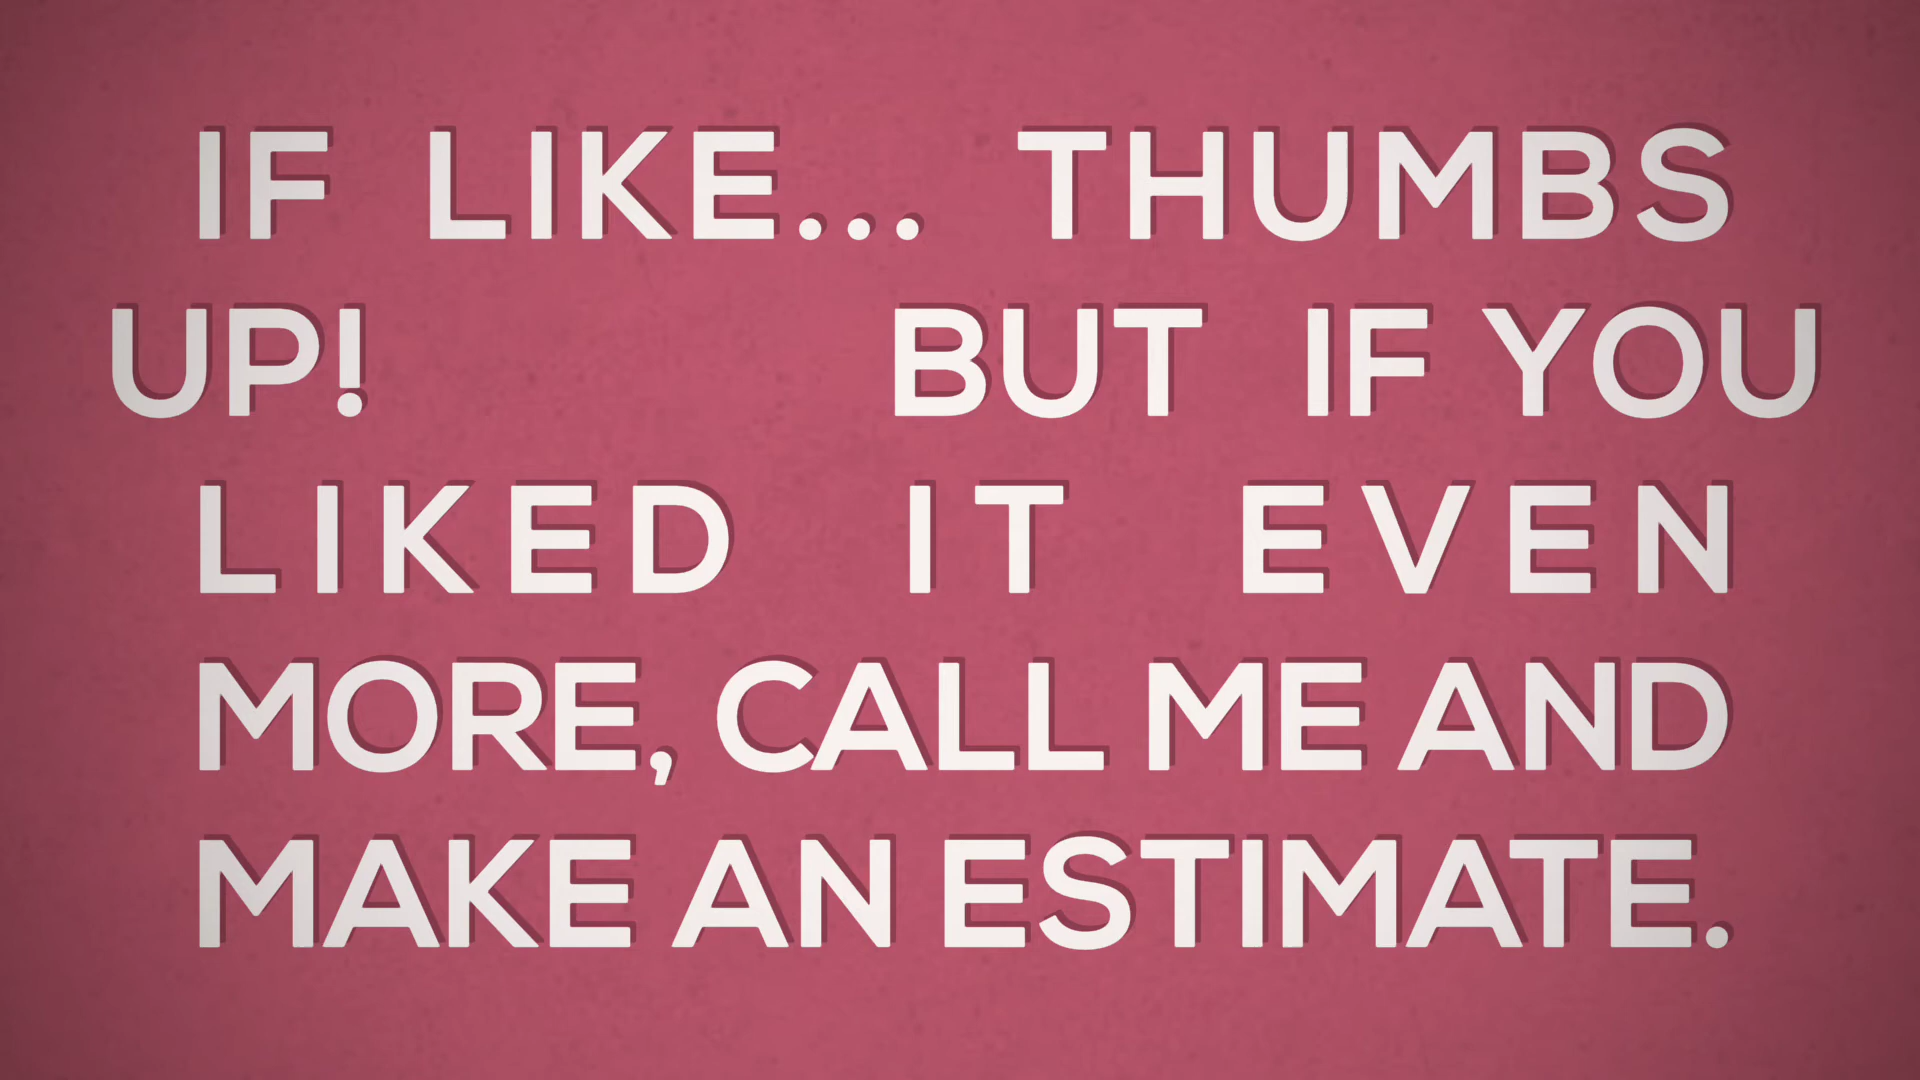 IF LIKE... THUMBS
UP! BUT IF YOU
LIKED IT EVEN
MORE, CALL ME AND
MAKE AN ESTIMATE.